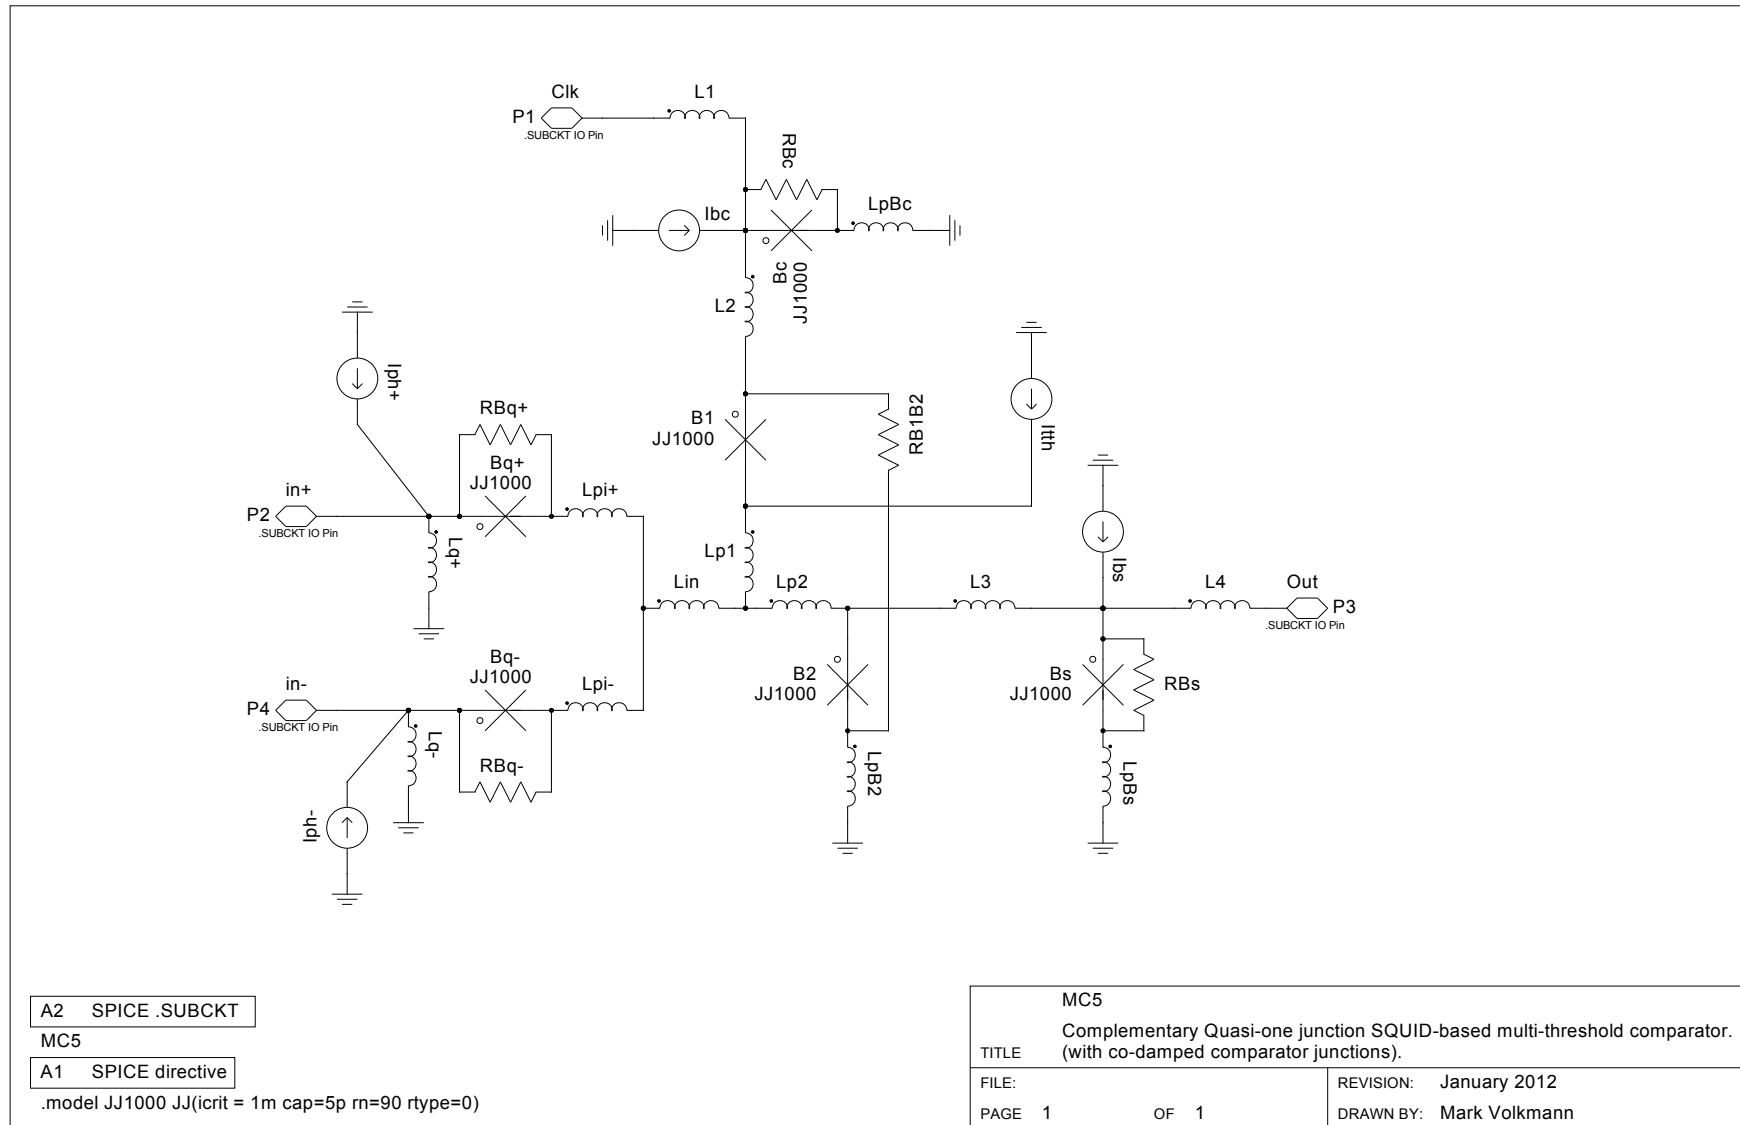 Clk
L1
P1
.SUBCKT IO Pin
RBc
LpBc
Ibc
Bc
JJ1000
L2
Iph+
RBq+
B1
JJ1000
RB1B2
Itth
Bq+
JJ1000
in+
Lpi+
P2
.SUBCKT IO Pin
Lq+
Lp1
Ibs
Lin
Lp2
L3
L4
Out
P3
.SUBCKT IO Pin
Bq-
JJ1000
in-
Lpi-
P4
.SUBCKT IO Pin
Lq-
B2
JJ1000
Bs
JJ1000
RBs
RBq-
LpB2
LpBs
Iph-
A2 SPICE .SUBCKT
MC5
A1 SPICE directive
.model JJ1000 JJ(icrit = 1m cap=5p rn=90 rtype=0)
MC5
Complementary Quasi-one junction SQUID-based multi-threshold comparator.
TITLE (with co-damped comparator junctions).
FILE:
REVISION: January 2012
PAGE 1 OF 1
DRAWN BY: Mark Volkmann